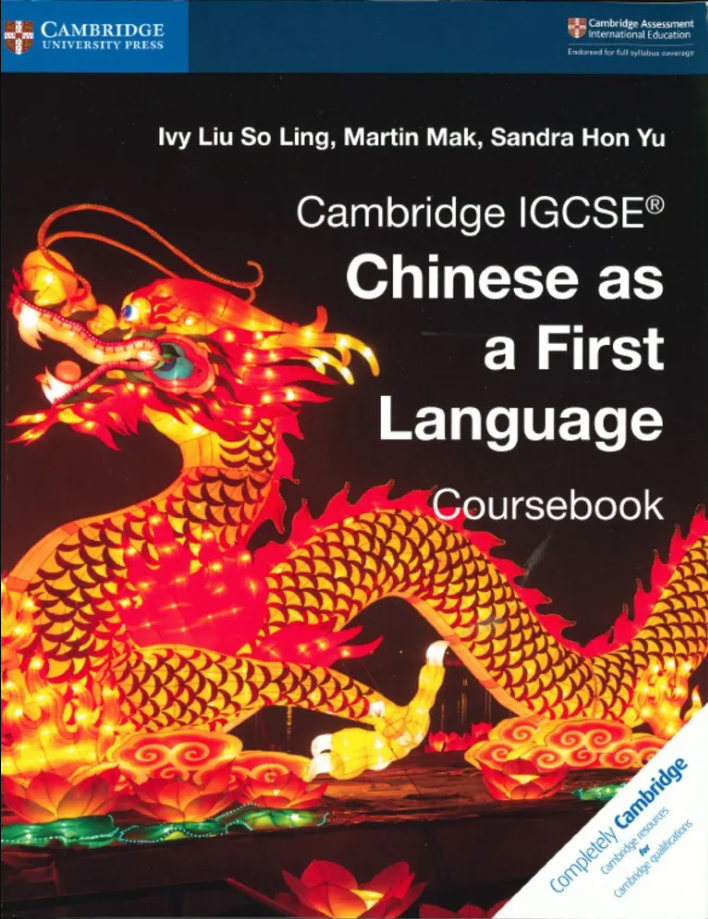 CAMBRIDGE
UNIVERSITY PRESS
Cambridge Assessment
International Education
Endorsed for full syllabus coverage
Ivy Liu So Ling, Martin Mak, Sandra Hon Yu
Cambridge IGCSE®
Chinese as
a First
Language
Coursebook
Completely Cambridge
Cambridge resources
for
Cambridge qualifications